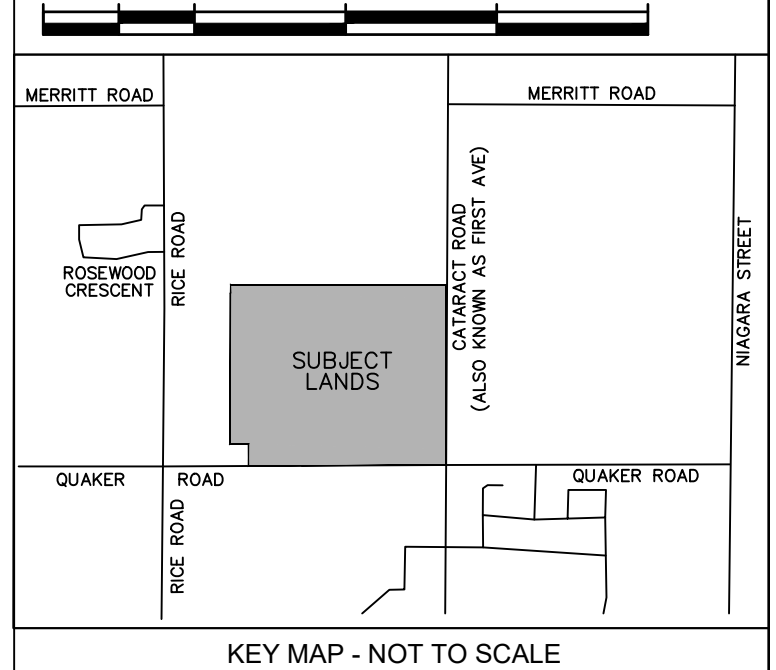 MERRITT ROAD
MERRITT ROAD
RICE ROAD
CATARACT ROAD
(ALSO KNOWN AS FIRST AVE)
NIAGARA STREET
ROSEWOOD
CRESCENT
SUBJECT
LANDS
QUAKER ROAD
QUAKER ROAD
RICE ROAD
KEY MAP - NOT TO SCALE